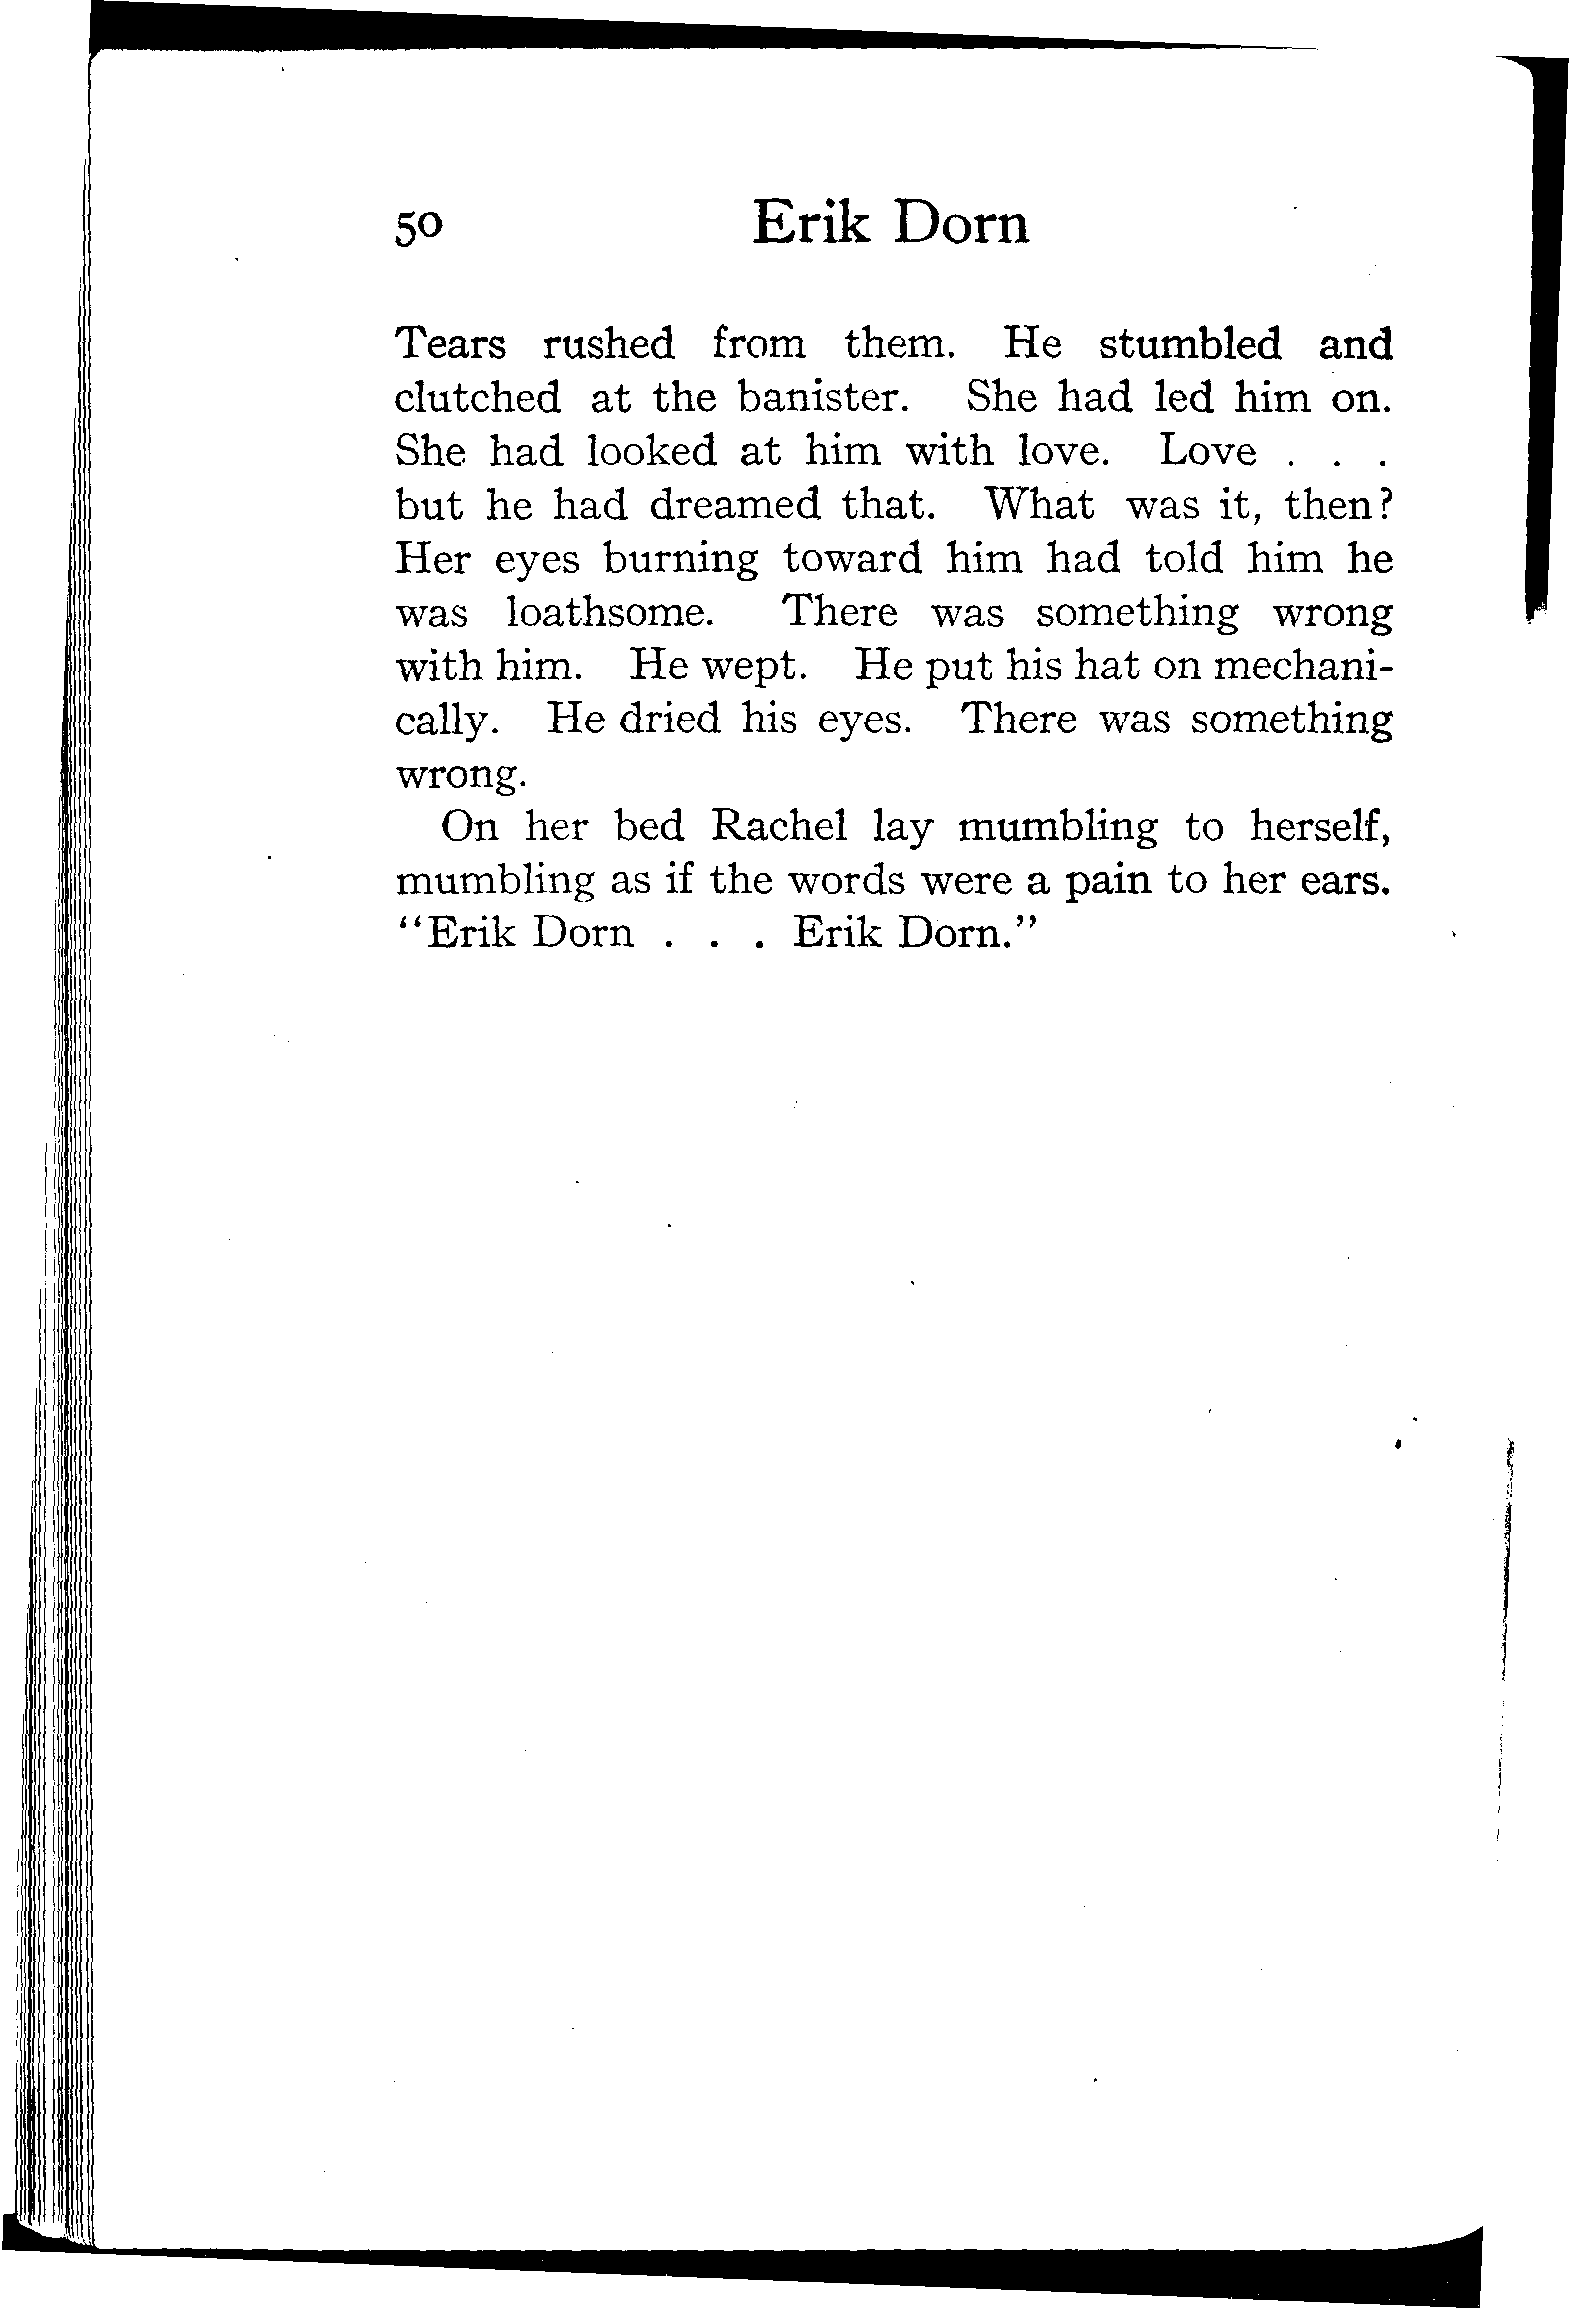 50 Erik Dorn
Tears rushed from them. He stumbled and
clutched at the banister. She had led him on.
She had looked at him with love. Love . . .
but he had dreamed that. What was it, then?
Her eyes burning toward him had told him he
was loathsome. There was something wrong
with him. He wept. He put his hat on mechani-
cally. He dried his eyes. There was something
wrong.
On her bed Rachel lay mumbling to herself,
mumbling as if the words were a pain to her ears.
“Erik Dorn . . . Erik Dorn.”